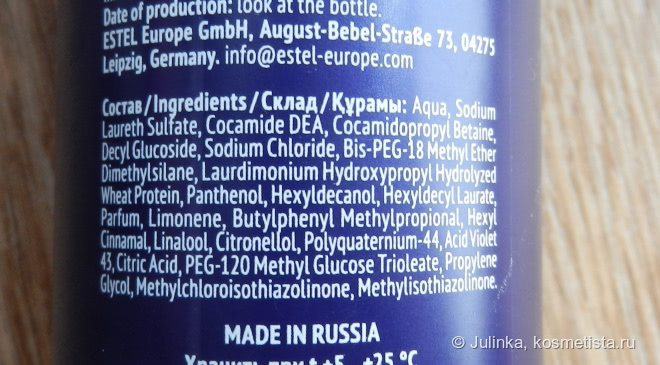 Date of production: look at the bottle.
ESTEL Europe GmbH, August-Bebel-Straße 73, 04275
Leipzig, Germany. info@estel-europe.com
Состав/Ingredients/Склад/Құрамы: Aqua, Sodium
Laureth Sulfate, Cocamide DEA, Cocamidopropyl Betaine,
Decyl Glucoside, Sodium Chloride, Bis-PEG-18 Methyl Ether
Dimethylsilane, Laurdimonium Hydroxypropyl Hydrolyzed
Wheat Protein, Panthenol, Hexyldecanol, Hexyldecyl Laurate,
Parfum, Limonene, Butylphenyl Methylpropional, Hexyl
Cinnamal, Linalool, Citronellol, Polyquaternium-44, Acid Violet
43, Citric Acid, PEG-120 Methyl Glucose Trioleate, Propylene
Glycol, Methylchloroisothiazolinone, Methylisothiazolinone.
MADE IN RUSSIA
Хранить при t +5...+25 °C
© Julinka, kosmetista.ru